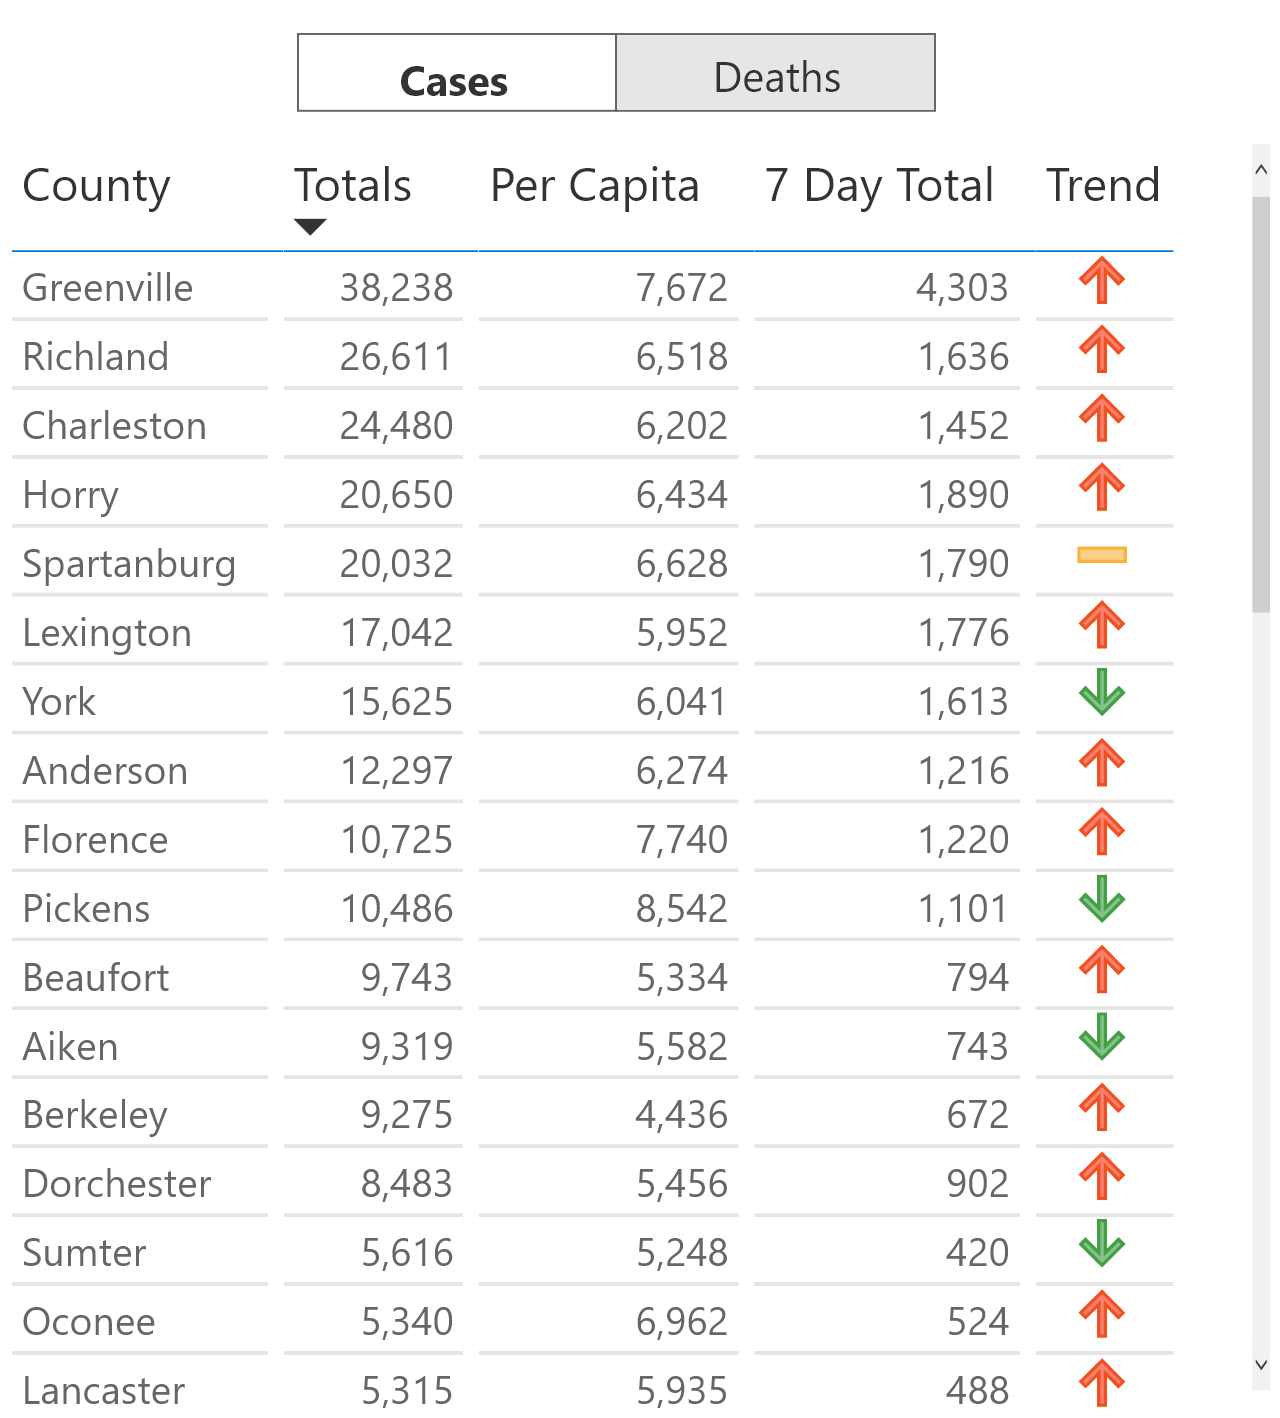 Cases Deaths
County Totals Per Capita 7 Day Total Trend
Greenville 38,238 7,672 4,303
Richland 26,611 6,518 1,636
Charleston 24,480 6,202 1,452
Horry 20,650 6,434 1,890
Spartanburg 20,032 6,628 1,790
Lexington 17,042 5,952 1,776
York 15,625 6,041 1,613
Anderson 12,297 6,274 1,216
Florence 10,725 7,740 1,220
Pickens 10,486 8,542 1,101
Beaufort 9,743 5,334 794
Aiken 9,319 5,582 743
Berkeley 9,275 4,436 672
Dorchester 8,483 5,456 902
Sumter 5,616 5,248 420
Oconee 5,340 6,962 524
Lancaster 5,315 5,935 488